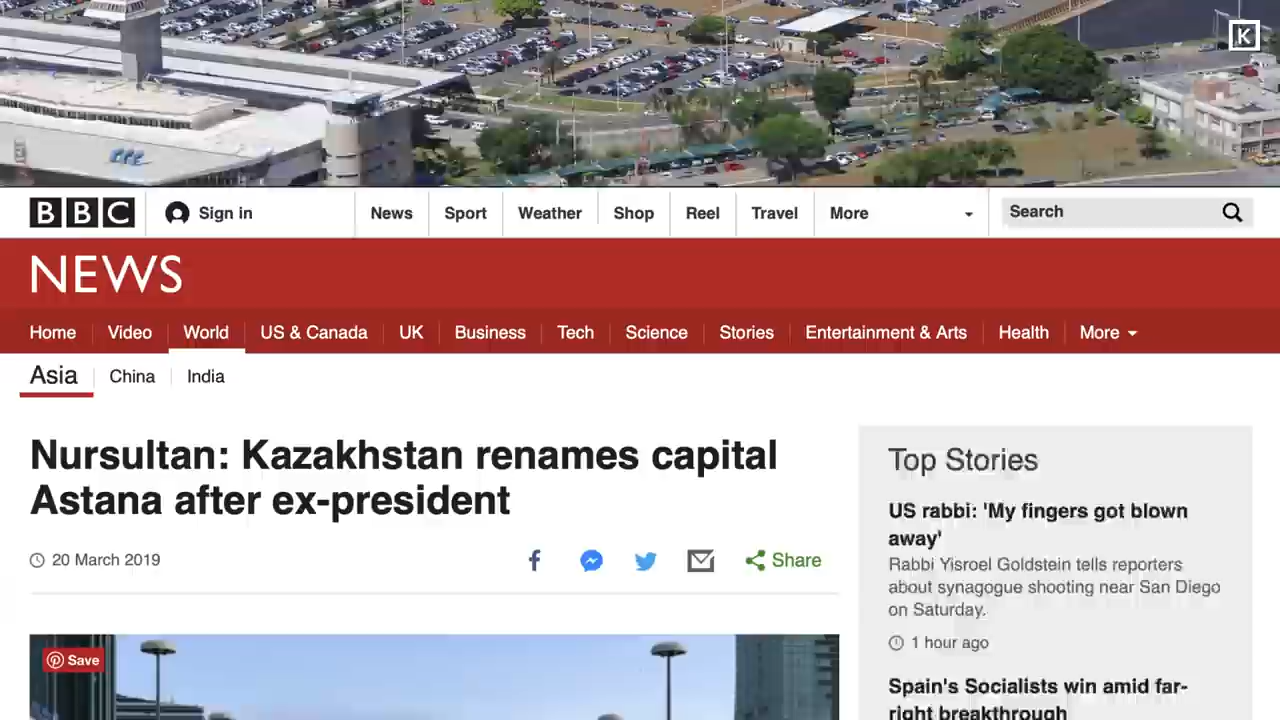 K
BBC Sign in News Sport Weather Shop Reel Travel More Search
NEWS
Home Video World US & Canada UK Business Tech Science Stories Entertainment & Arts Health More
Asia China India
Nursultan: Kazakhstan renames capital
Astana after ex-president
20 March 2019
Share
Save
Top Stories
US rabbi: 'My fingers got blown
away'
Rabbi Yisroel Goldstein tells reporters
about synagogue shooting near San Diego
on Saturday.
1 hour ago
Spain's Socialists win amid far-
right breakthrough